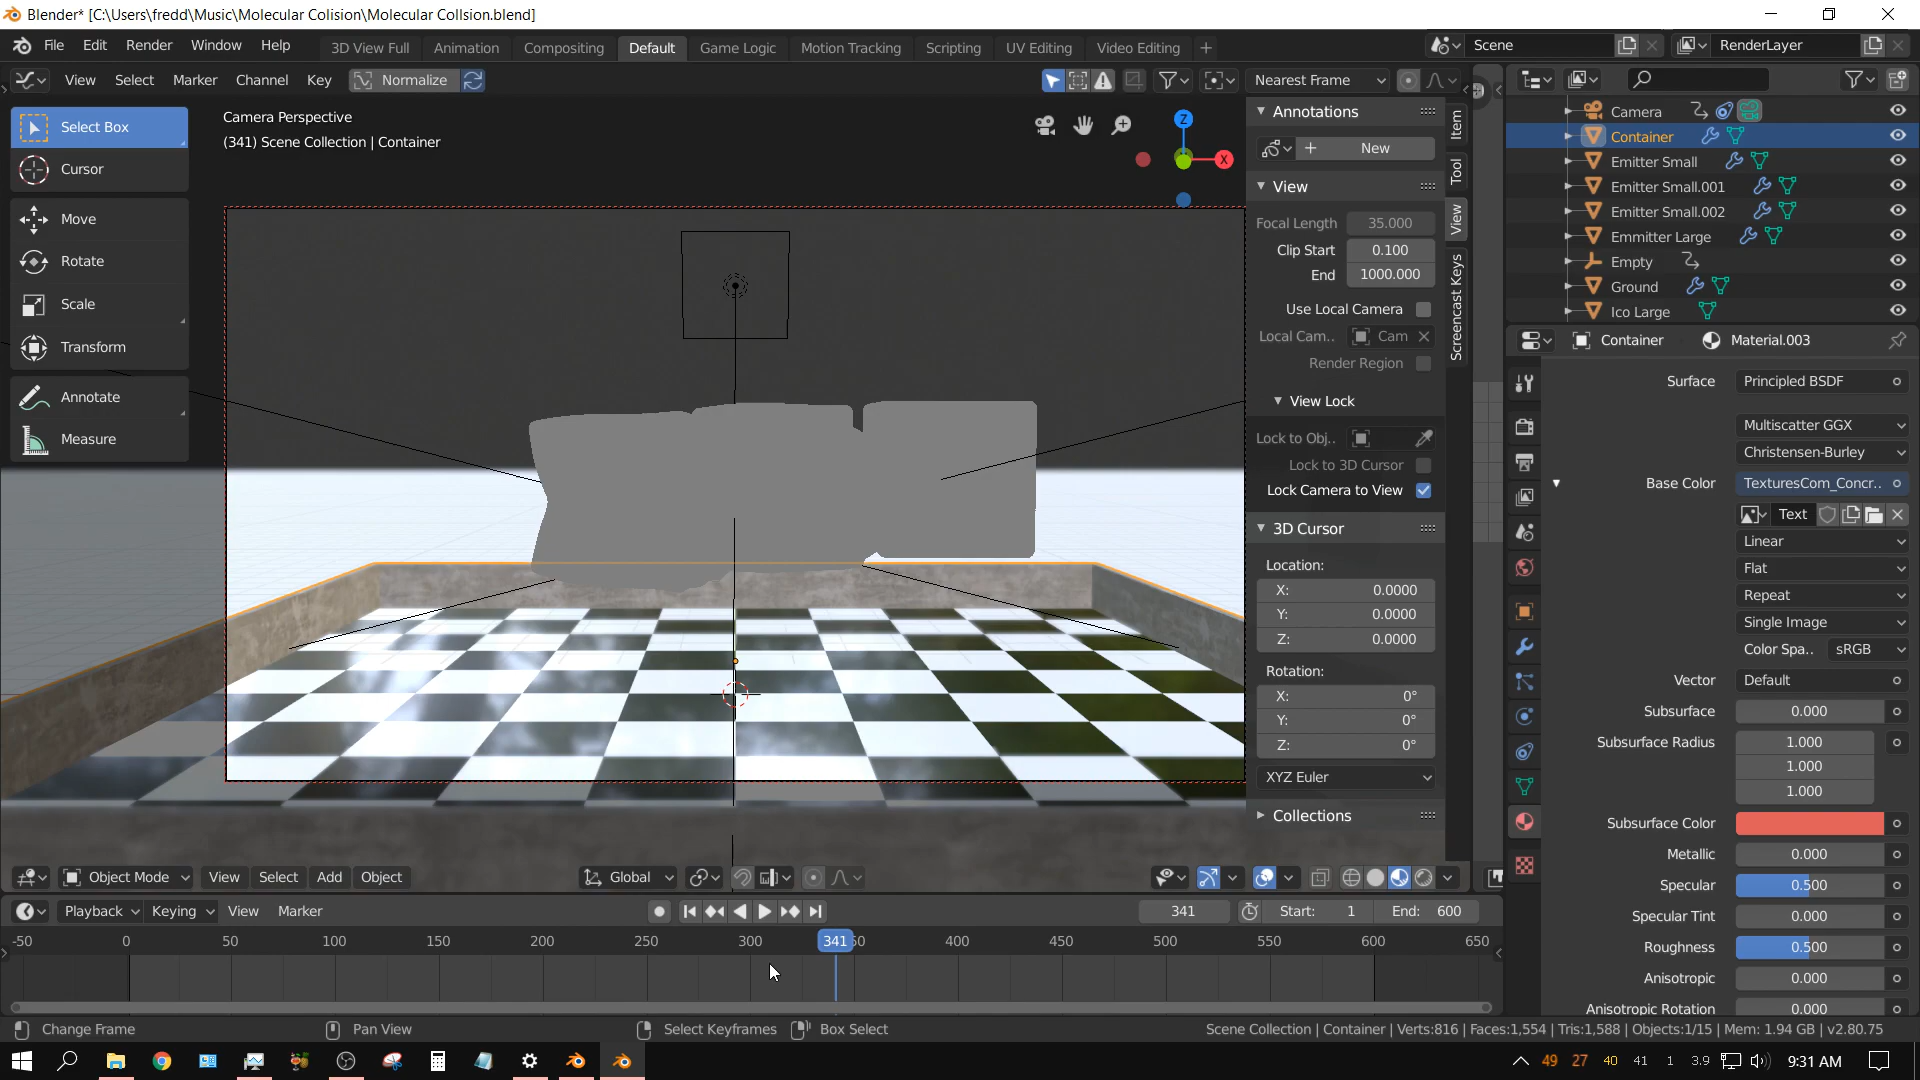 Blender* [C:\Users\fredd\Music\Molecular Colision\Molecular Collsion.blend]
File Edit Render Window Help
3D View Full Animation Compositing Default Game Logic Motion Tracking Scripting UV Editing Video Editing +
Scene
RenderLayer
View Select Marker Channel Key Normalize
Nearest Frame
Select Box
Cursor
Move
Rotate
Scale
Transform
Annotate
Measure
Camera Perspective
(341) Scene Collection | Container
Z
X
Annotations
New
View
Focal Length 35.000
Clip Start 0.100
End 1000.000
Use Local Camera
Local Cam.. Cam
Render Region
View Lock
Lock to Obj..
Lock to 3D Cursor
Lock Camera to View
3D Cursor
Location:
X: 0.0000
Y: 0.0000
Z: 0.0000
Rotation:
X: 0°
Y: 0°
Z: 0°
XYZ Euler
Collections
Item
Tool
View
Screencast Keys
Camera
Container
Emitter Small
Emitter Small.001
Emitter Small.002
Emmitter Large
Empty
Ground
Ico Large
Container Material.003
Surface Principled BSDF
Multiscatter GGX
Christensen-Burley
Base Color TexturesCom_Concr..
Text
Linear
Flat
Repeat
Single Image
Color Spa.. sRGB
Vector Default
Subsurface 0.000
Subsurface Radius 1.000
1.000
1.000
Subsurface Color
Metallic 0.000
Specular 0.500
Specular Tint 0.000
Roughness 0.500
Anisotropic 0.000
Anisotropic Rotation 0.000
Object Mode View Select Add Object
Global
Playback Keying View Marker
341 Start: 1 End: 600
-50 0 50 100 150 200 250 300 341 400 450 500 550 600 650
Change Frame Pan View Select Keyframes Box Select
Scene Collection | Container | Verts:816 | Faces:1,554 | Tris:1,588 | Objects:1/15 | Mem: 1.94 GB | v2.80.75
49 27 40 41 1 3.9 9:31 AM